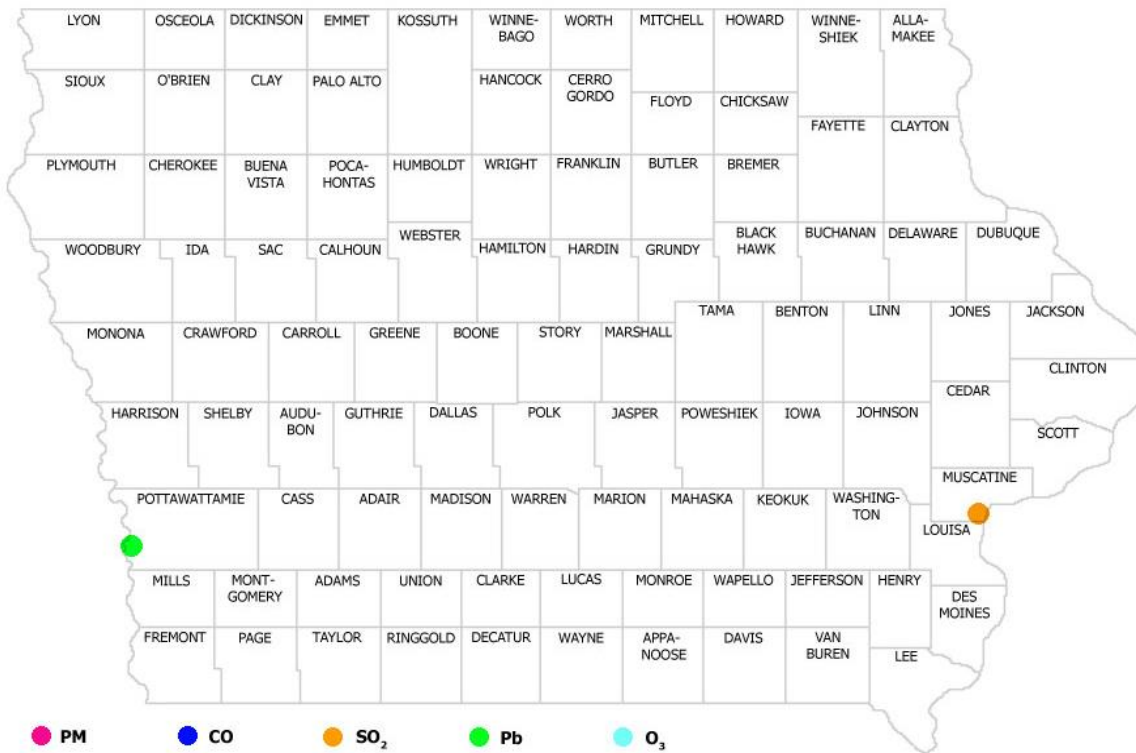 LYON
OSCEOLA
DICKINSON
EMMET
KOSSUTH
WINNE-
BAGO
WORTH
MITCHELL
HOWARD
WINNE-
SHIEK
ALLA-
MAKEE
SIOUX
O'BRIEN
CLAY
PALO ALTO
HANCOCK
CERRO
GORDO
FLOYD
CHICKSAW
FAYETTE
CLAYTON
PLYMOUTH
CHEROKEE
BUENA
VISTA
POCA-
HONTAS
HUMBOLDT
WRIGHT
FRANKLIN
BUTLER
BREMER
WOODBURY
IDA
SAC
CALHOUN
WEBSTER
HAMILTON
HARDIN
GRUNDY
BLACK
HAWK
BUCHANAN
DELAWARE
DUBUQUE
MONONA
CRAWFORD
CARROLL
GREENE
BOONE
STORY
MARSHALL
TAMA
BENTON
LINN
JONES
JACKSON
CLINTON
CEDAR
HARRISON
SHELBY
AUDU-
BON
GUTHRIE
DALLAS
POLK
JASPER
POWESHIEK
IOWA
JOHNSON
SCOTT
MUSCATINE
POTTAWATTAMIE
CASS
ADAIR
MADISON
WARREN
MARION
MAHASKA
KEOKUK
WASHING-
TON
LOUISA
MILLS
MONT-
GOMERY
ADAMS
UNION
CLARKE
LUCAS
MONROE
WAPELLO
JEFFERSON
HENRY
DES
MOINES
FREMONT
PAGE
TAYLOR
RINGGOLD
DECATUR
WAYNE
APPA-
NOOSE
DAVIS
VAN
BUREN
LEE
PM
CO
SO₂
Pb
O₃